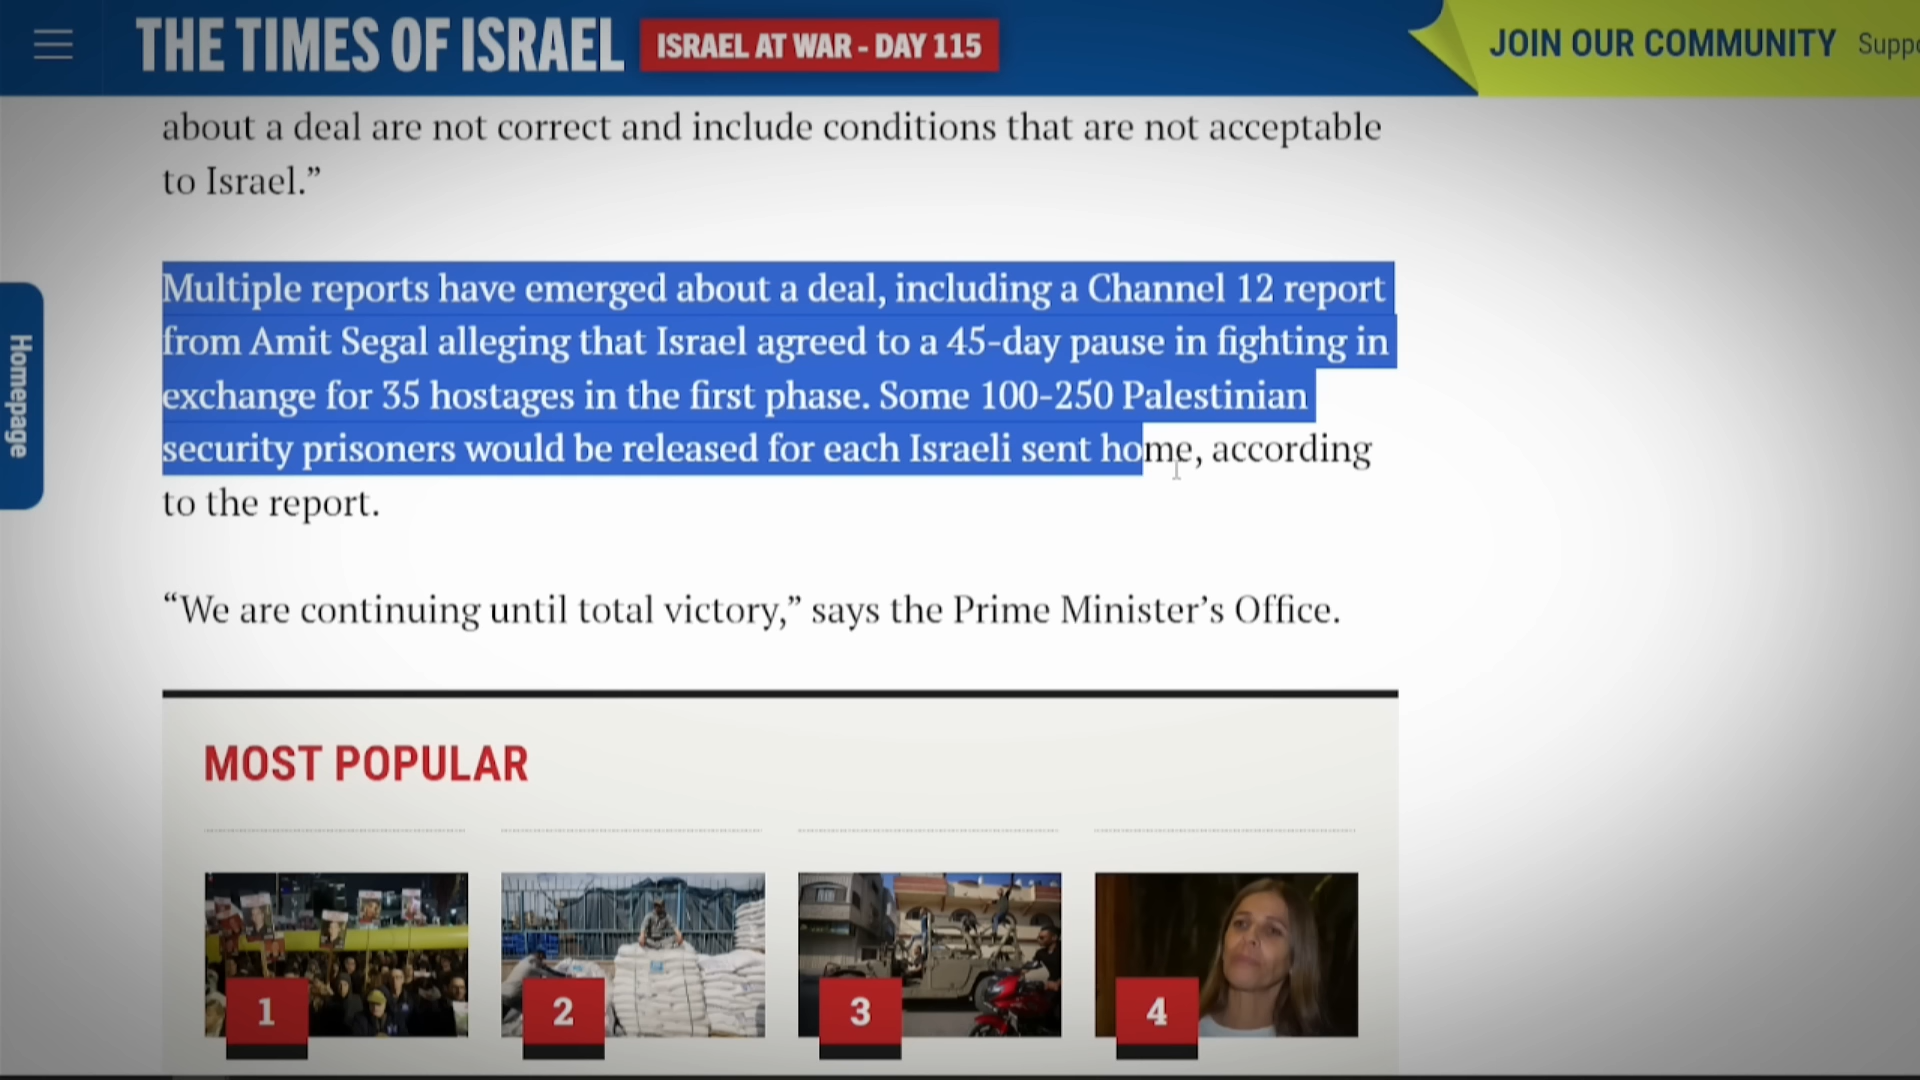 THE TIMES OF ISRAEL
ISRAEL AT WAR - DAY 115
JOIN OUR COMMUNITY
about a deal are not correct and include conditions that are not acceptable
to Israel.”
Homepage
Multiple reports have emerged about a deal, including a Channel 12 report
from Amit Segal alleging that Israel agreed to a 45-day pause in fighting in
exchange for 35 hostages in the first phase. Some 100-250 Palestinian
security prisoners would be released for each Israeli sent home, according
to the report.
“We are continuing until total victory,” says the Prime Minister’s Office.
MOST POPULAR
1
2
3
4